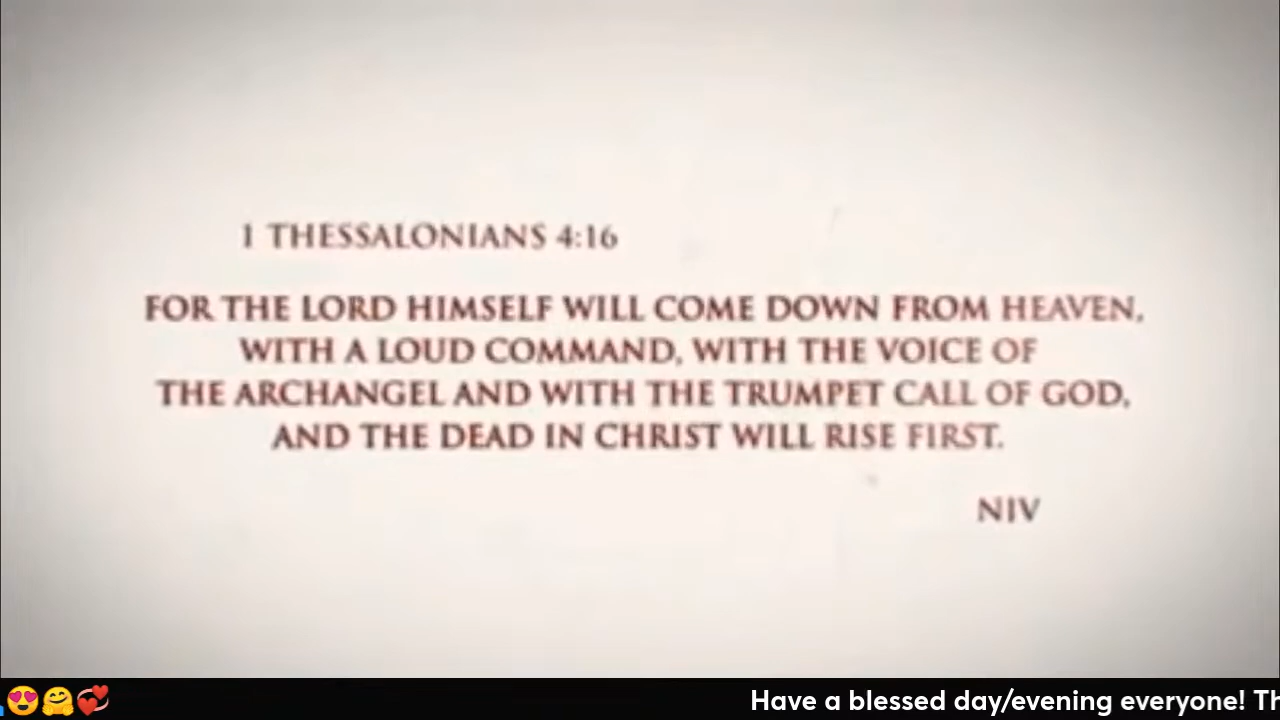 1 THESSALONIANS 4:16
FOR THE LORD HIMSELF WILL COME DOWN FROM HEAVEN,
WITH A LOUD COMMAND, WITH THE VOICE OF
THE ARCHANGEL AND WITH THE TRUMPET CALL OF GOD,
AND THE DEAD IN CHRIST WILL RISE FIRST.
NIV
Have a blessed day/evening everyone!